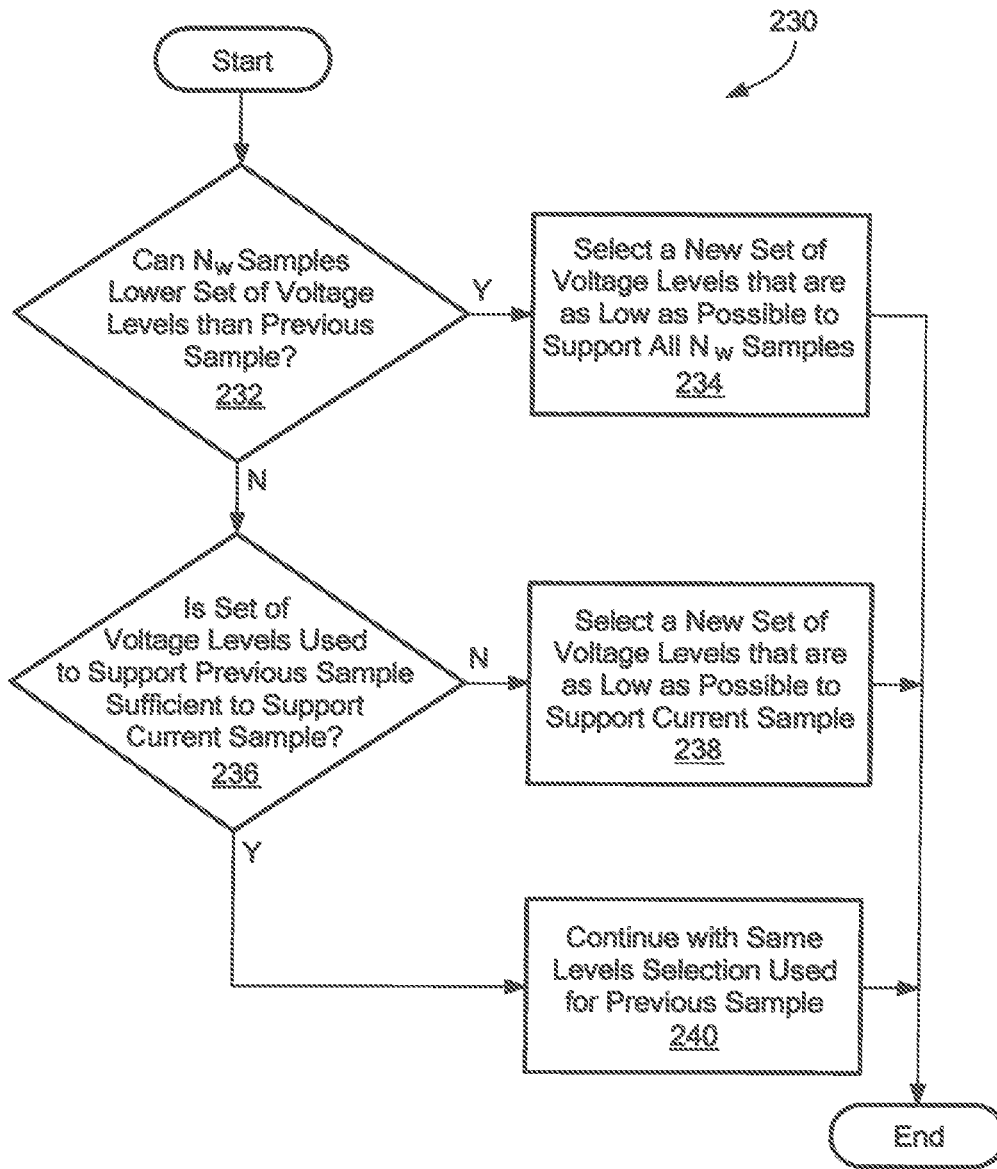 230
Start
Can Nw Samples
Lower Set of Voltage
Levels than Previous
Sample?
232
Y
Select a New Set of
Voltage Levels that are
as Low as Possible to
Support All Nw Samples
234
N
Is Set of
Voltage Levels Used
to Support Previous Sample
Sufficient to Support
Current Sample?
236
N
Select a New Set of
Voltage Levels that are
as Low as Possible to
Support Current Sample
238
Y
Continue with Same
Levels Selection Used
for Previous Sample
240
End